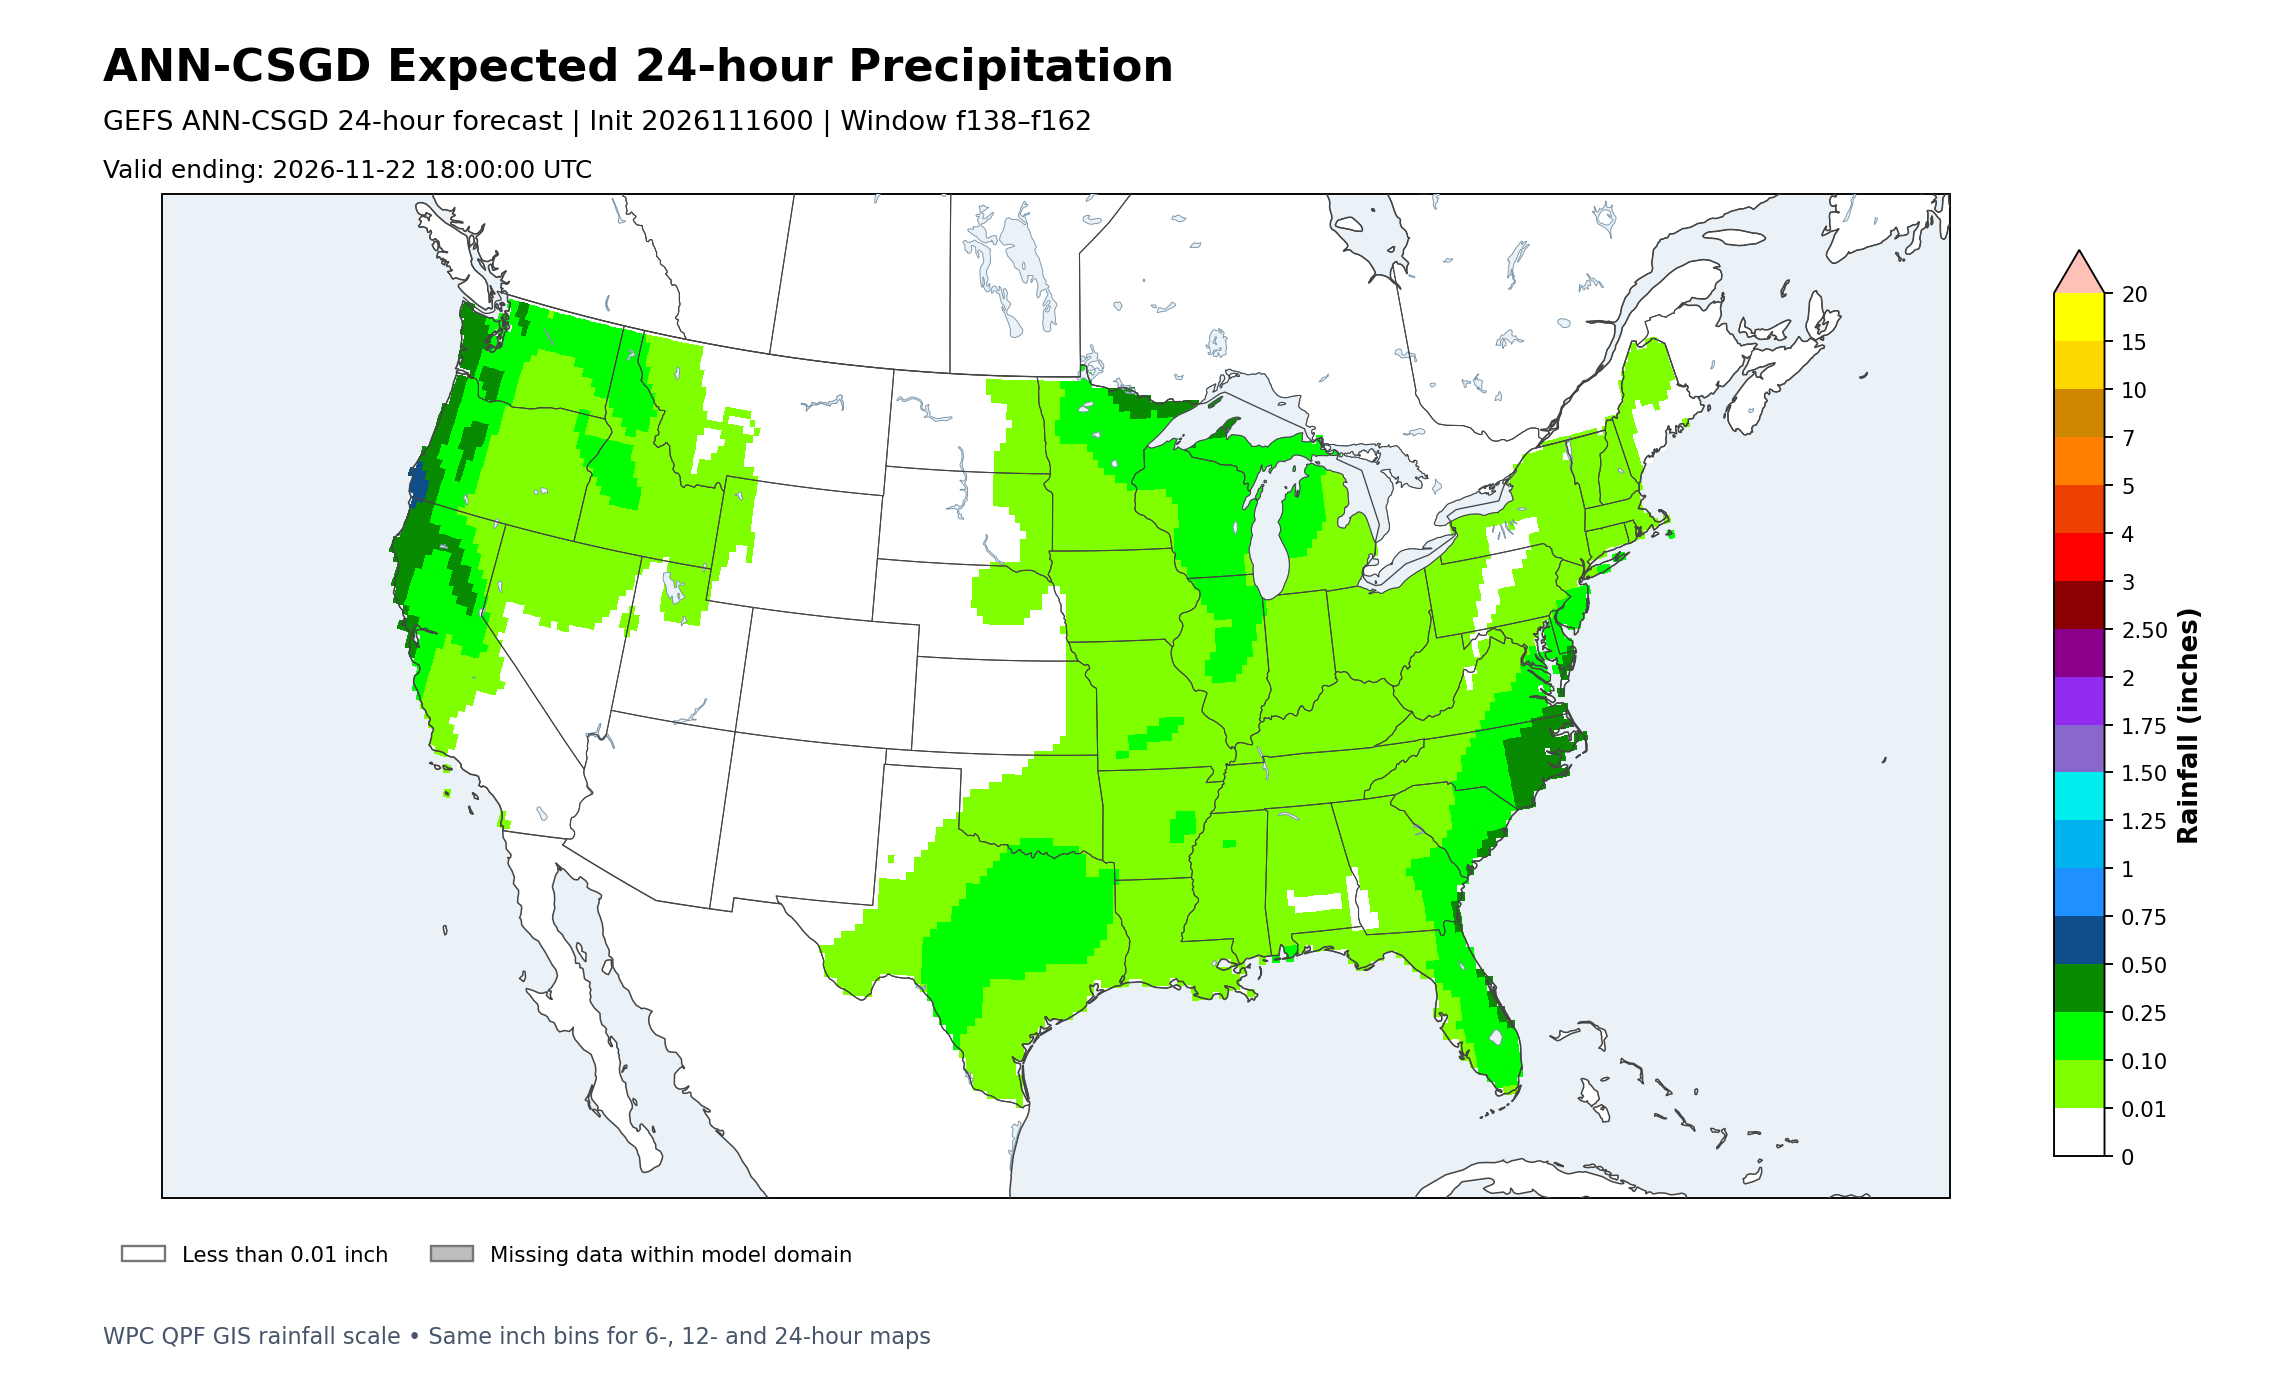 ANN-CSGD Expected 24-hour Precipitation
GEFS ANN-CSGD 24-hour forecast | Init 2026111600 | Window f138–f162
Valid ending: 2026-11-22 18:00:00 UTC
20
15
10
7
5
4
3
2.50
2
1.75
1.50
1.25
1
0.75
0.50
0.25
0.10
0.01
0
Rainfall (inches)
Less than 0.01 inch
Missing data within model domain
WPC QPF GIS rainfall scale • Same inch bins for 6-, 12- and 24-hour maps